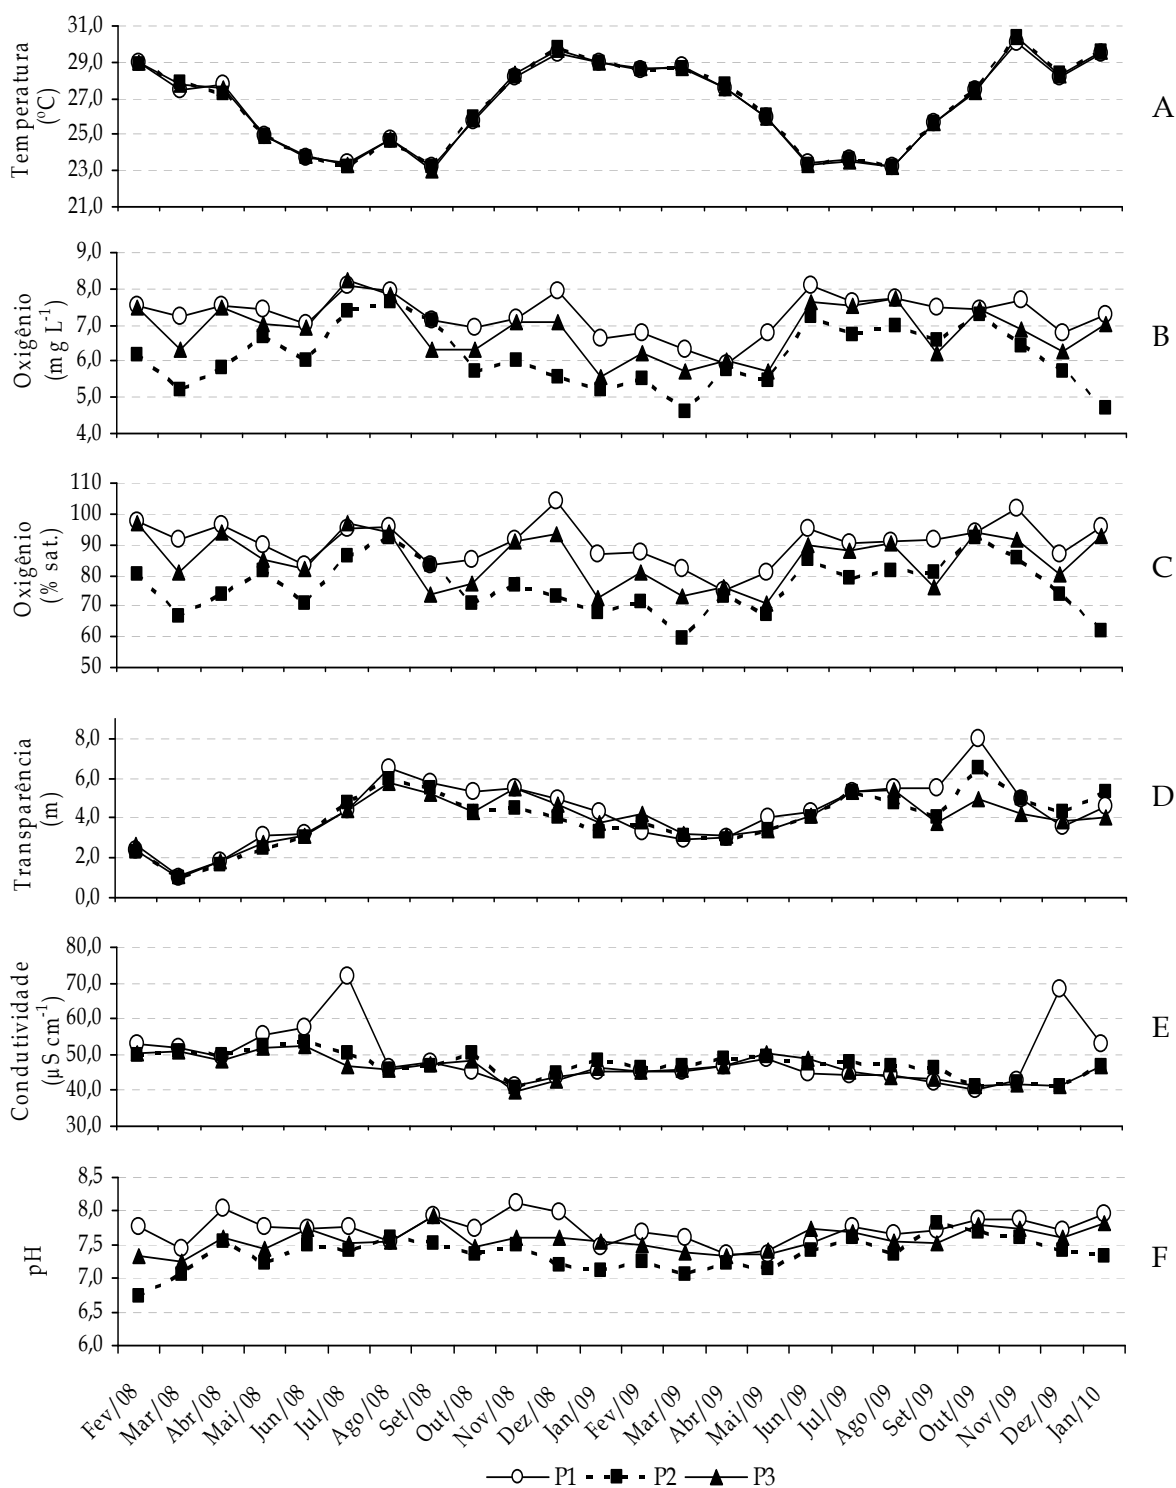 Temperatura
(ºC)
31,0
29,0
27,0
25,0
23,0
21,0
A
Oxigênio
(mg L⁻¹)
9,0
8,0
7,0
6,0
5,0
4,0
B
Oxigênio
(% sat.)
110
100
90
80
70
60
50
C
Transparência
(m)
8,0
6,0
4,0
2,0
0,0
D
Condutividade
(µS cm⁻¹)
80,0
70,0
60,0
50,0
40,0
30,0
E
pH
8,5
8,0
7,5
7,0
6,5
6,0
F
Fev/08
Mar/08
Abr/08
Mai/08
Jun/08
Jul/08
Ago/08
Set/08
Out/08
Nov/08
Dez/08
Jan/09
Fev/09
Mar/09
Abr/09
Mai/09
Jun/09
Jul/09
Ago/09
Set/09
Out/09
Nov/09
Dez/09
Jan/10
P1 P2 P3